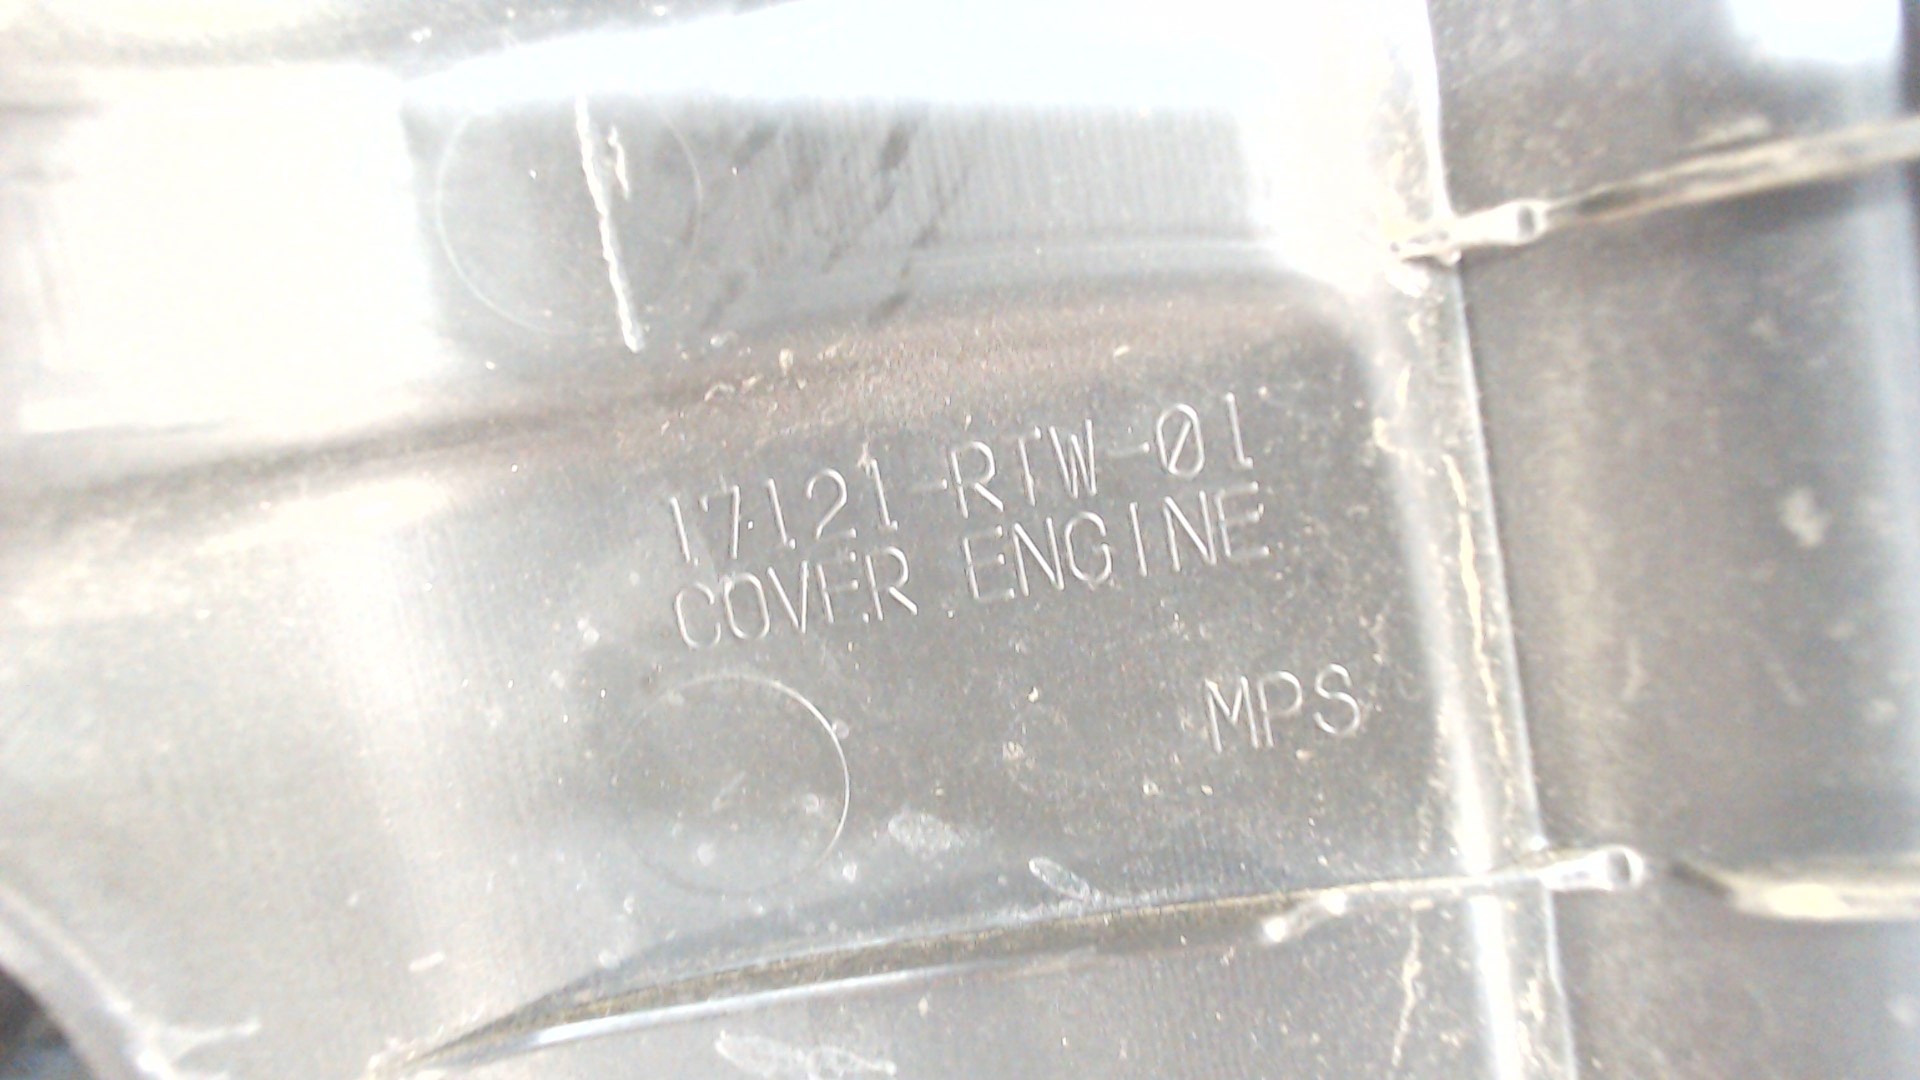 17121-RTW-01
COVER ENGINE
MPS